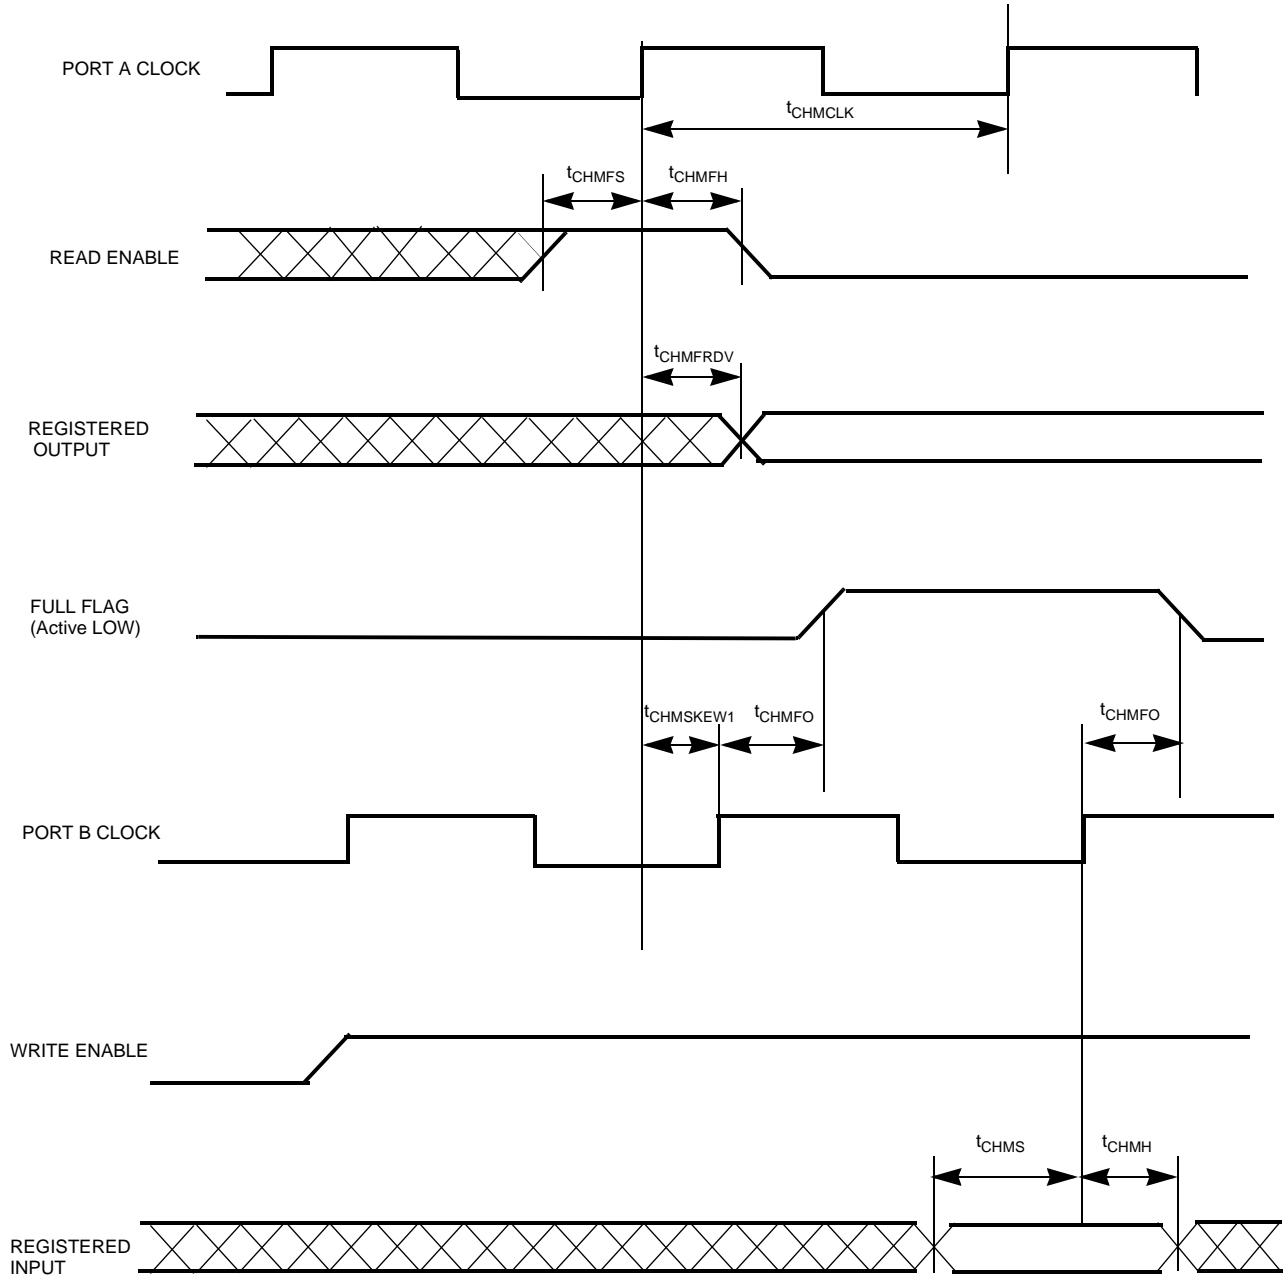 PORT A CLOCK
tCHMCLK
tCHMFS
tCHMFH
READ ENABLE
tCHMFRDV
REGISTERED
OUTPUT
FULL FLAG
(Active LOW)
tCHMSKEW1
tCHMFO
tCHMFO
PORT B CLOCK
WRITE ENABLE
tCHMS
tCHMH
REGISTERED
INPUT